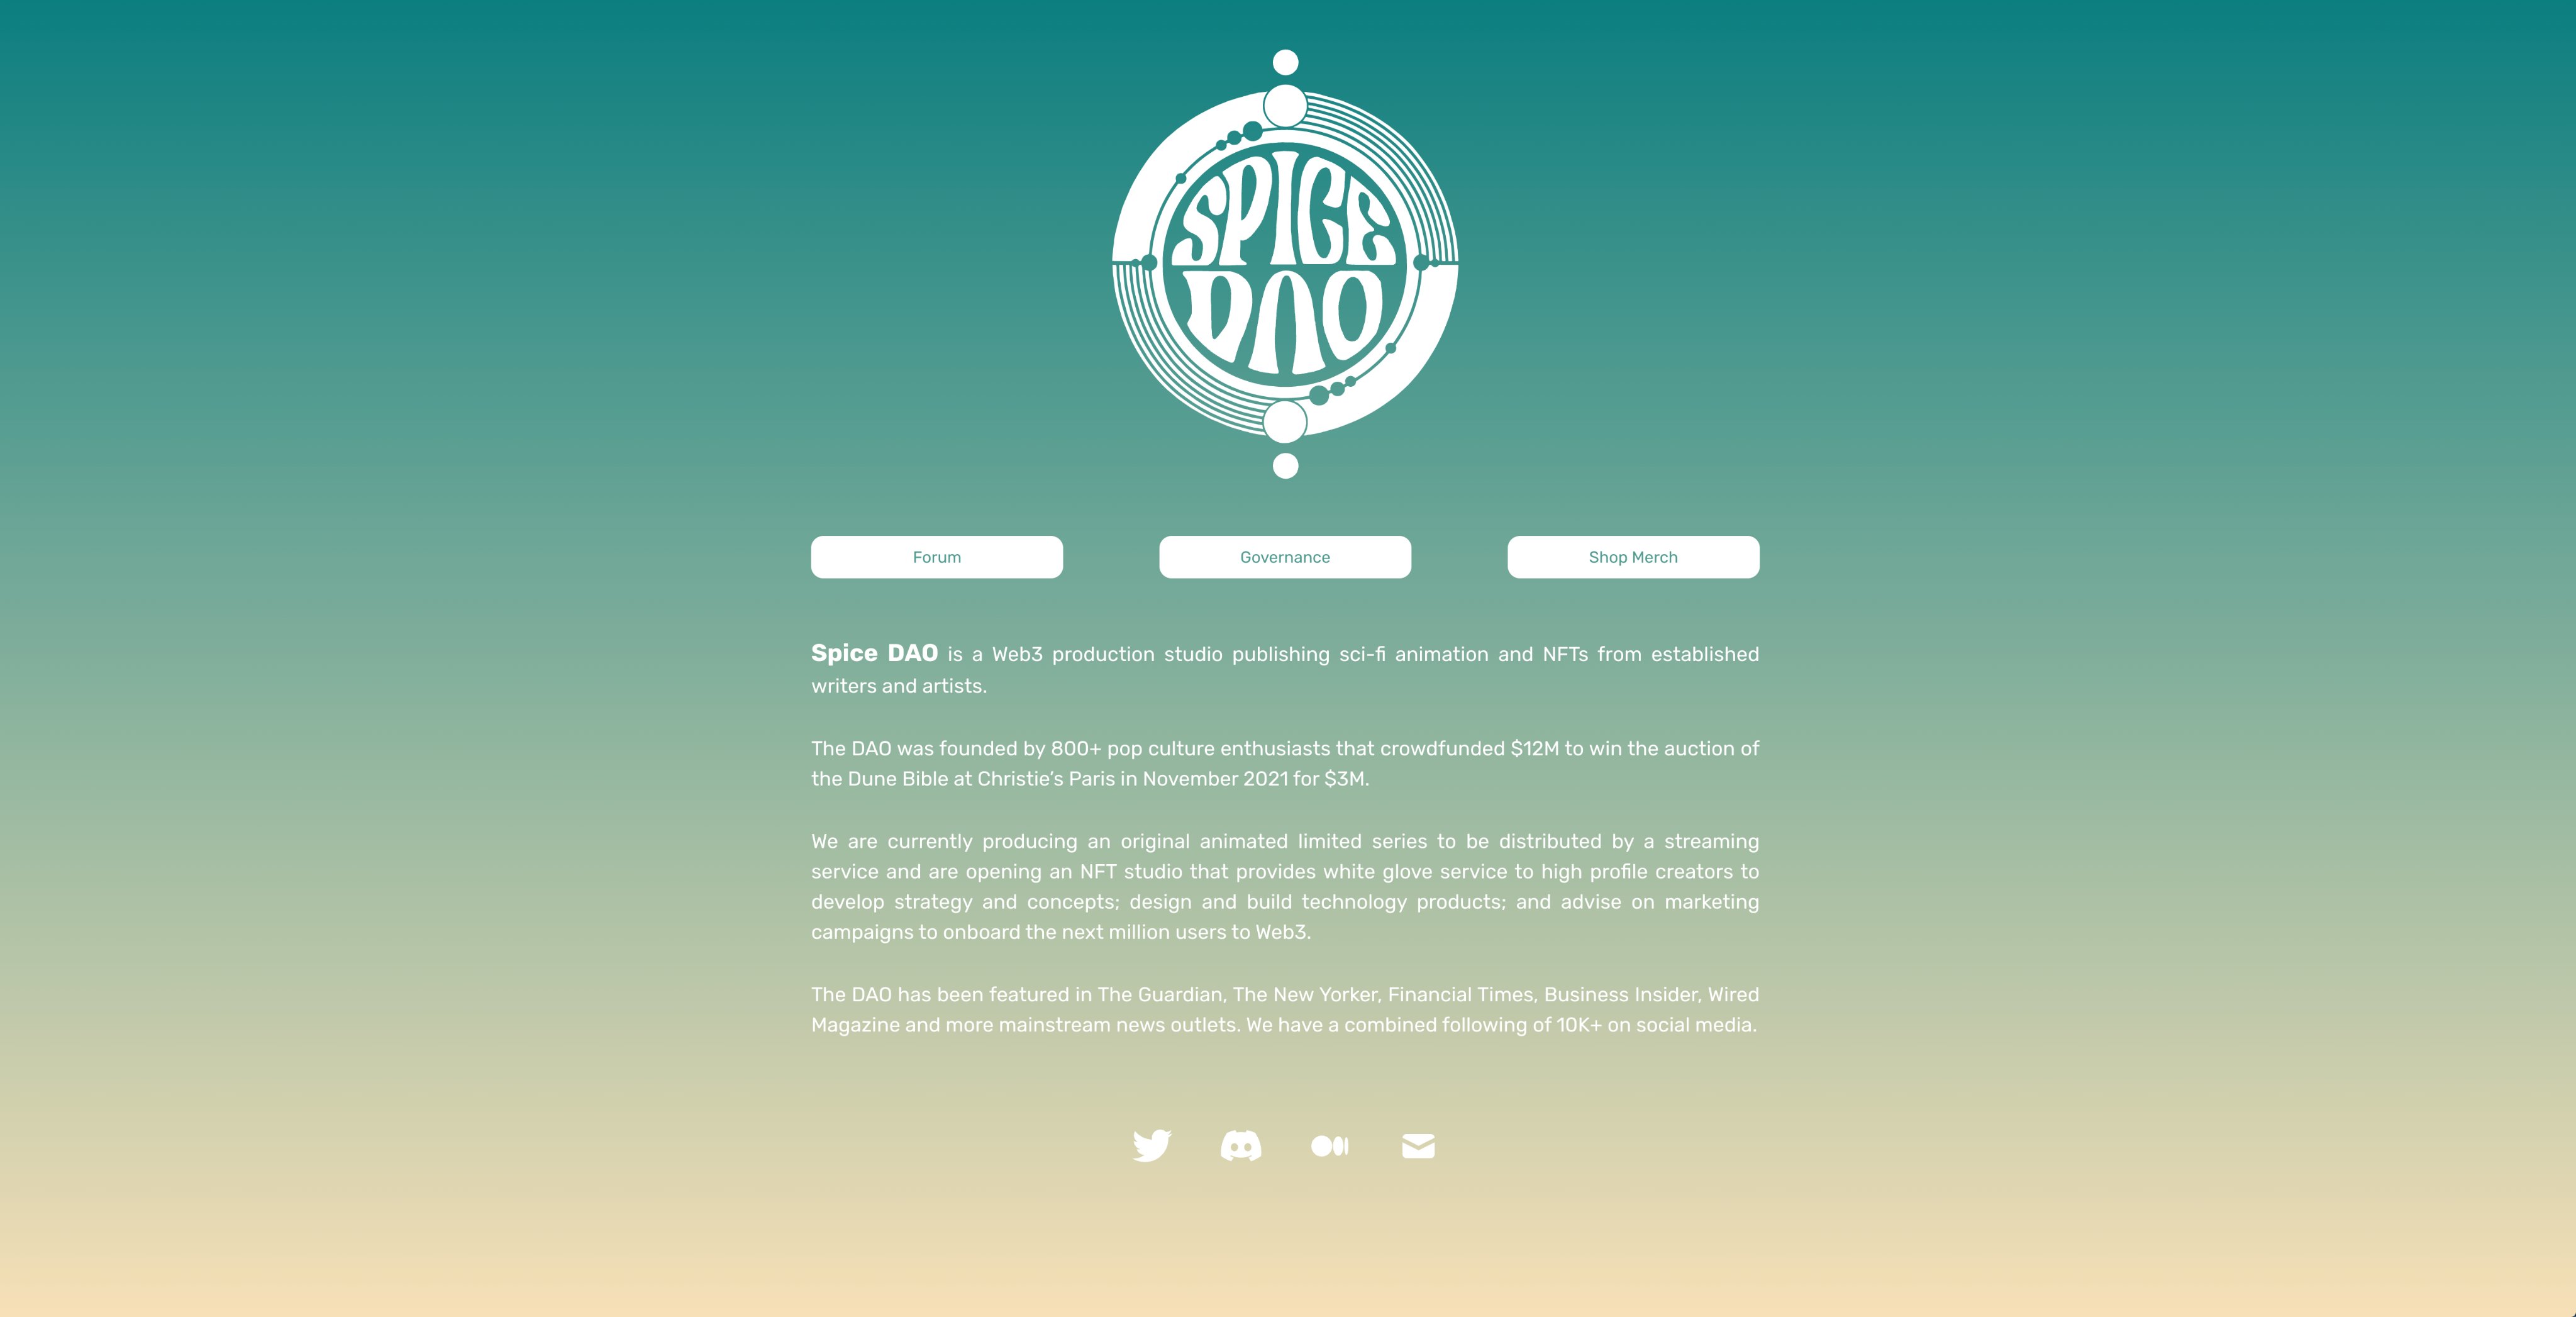 SPICE
DAO
Forum
Governance
Shop Merch
Spice DAO is a Web3 production studio publishing sci-fi animation and NFTs from established
writers and artists.
The DAO was founded by 800+ pop culture enthusiasts that crowdfunded $12M to win the auction of
the Dune Bible at Christie’s Paris in November 2021 for $3M.
We are currently producing an original animated limited series to be distributed by a streaming
service and are opening an NFT studio that provides white glove service to high profile creators to
develop strategy and concepts; design and build technology products; and advise on marketing
campaigns to onboard the next million users to Web3.
The DAO has been featured in The Guardian, The New Yorker, Financial Times, Business Insider, Wired
Magazine and more mainstream news outlets. We have a combined following of 10K+ on social media.